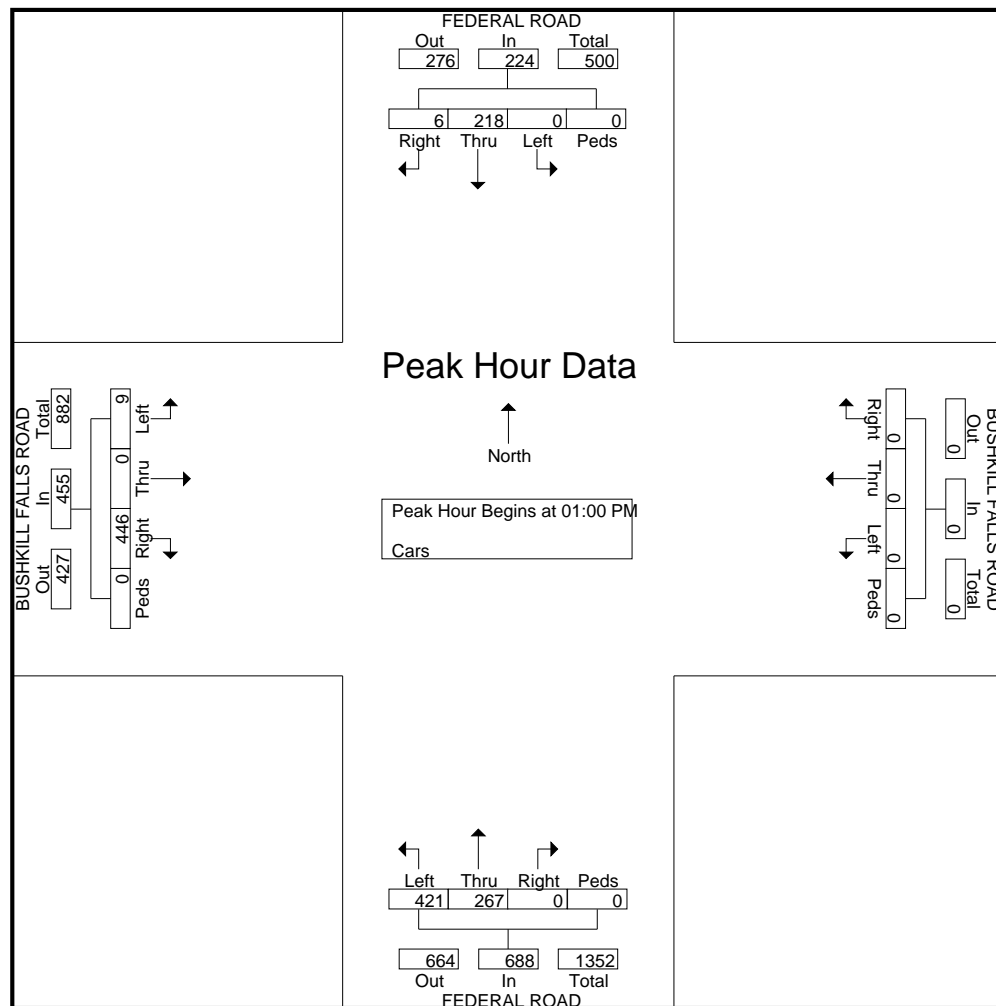 FEDERAL ROAD
Out In Total
276 224 500
6 218 0 0
Right Thru Left Peds
Peak Hour Data
North
Peak Hour Begins at 01:00 PM
Cars
BUSHKILL FALLS ROAD
Out In Total
427 455 882
9 0 446 0
Left Thru Right Peds
BUSHKILL FALLS ROAD
Out In Total
0 0 0
0 0 0 0
Right Thru Left Peds
Left Thru Right Peds
421 267 0 0
664 688 1352
Out In Total
FEDERAL ROAD